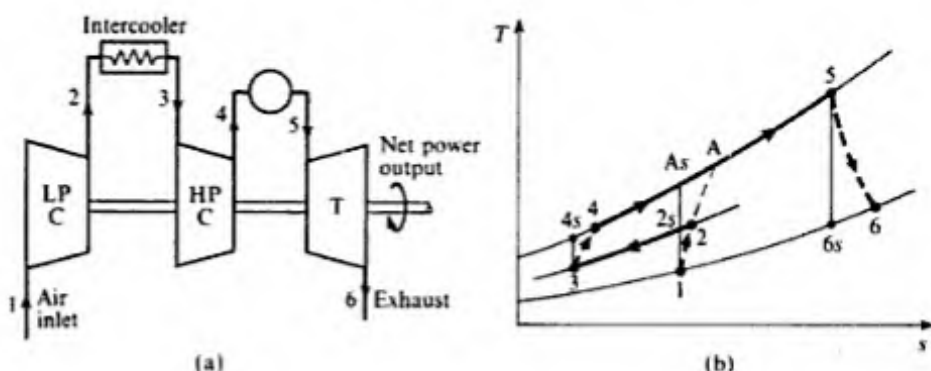 Intercooler
2
3
4
5
LP
C
HP
C
T
Net power
output
1
Air
inlet
6
Exhaust
(a)
T
5
A
As
4s
4
2s
2
3
1
6s
6
s
(b)